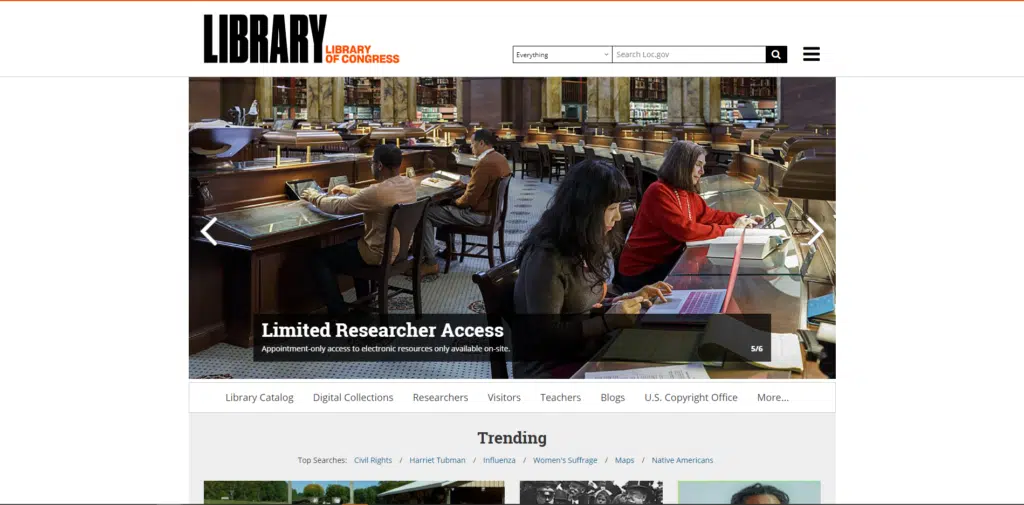 LIBRARY
LIBRARY
OF CONGRESS
Everything
Search Loc.gov
Limited Researcher Access
Appointment-only access to electronic resources only available on-site.
5/6
Library Catalog Digital Collections Researchers Visitors Teachers Blogs U.S. Copyright Office More...
Trending
Top Searches: Civil Rights / Harriet Tubman / Influenza / Women's Suffrage / Maps / Native Americans